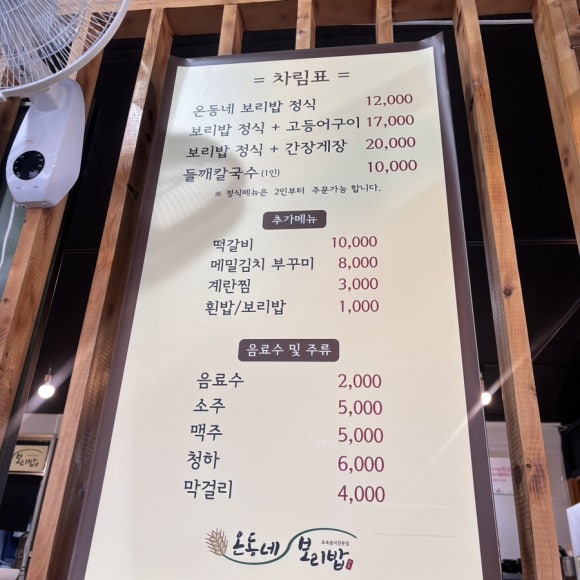 = 차림표 =
온동네 보리밥 정식 12,000
보리밥 정식 + 고등어구이 17,000
보리밥 정식 + 간장게장 20,000
들깨칼국수 (1인) 10,000
※ 정식메뉴은 2인부터 주문가능 합니다.
추가메뉴
떡갈비 10,000
메밀김치 부꾸미 8,000
계란찜 3,000
흰밥/보리밥 1,000
음료수 및 주류
음료수 2,000
소주 5,000
맥주 5,000
청하 6,000
막걸리 4,000
온동네 보리밥
보리밥